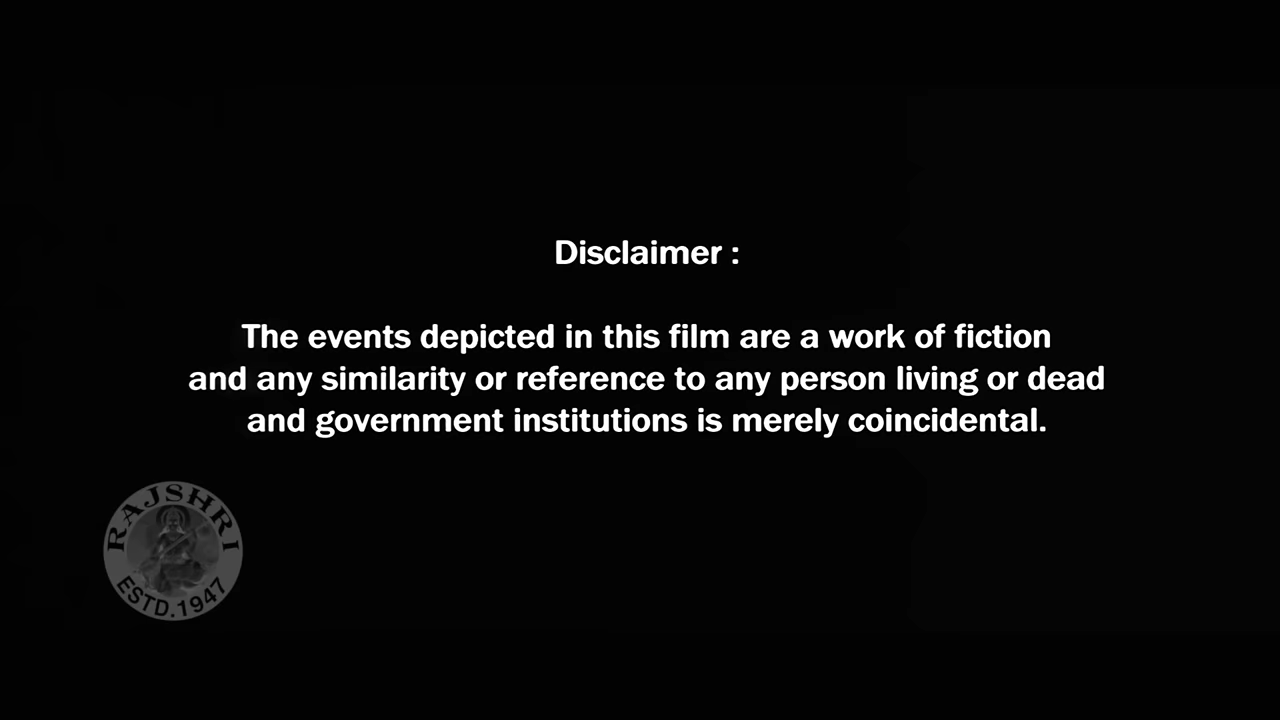 Disclaimer :
The events depicted in this film are a work of fiction
and any similarity or reference to any person living or dead
and government institutions is merely coincidental.
RAJSHRI
ESTD.1947